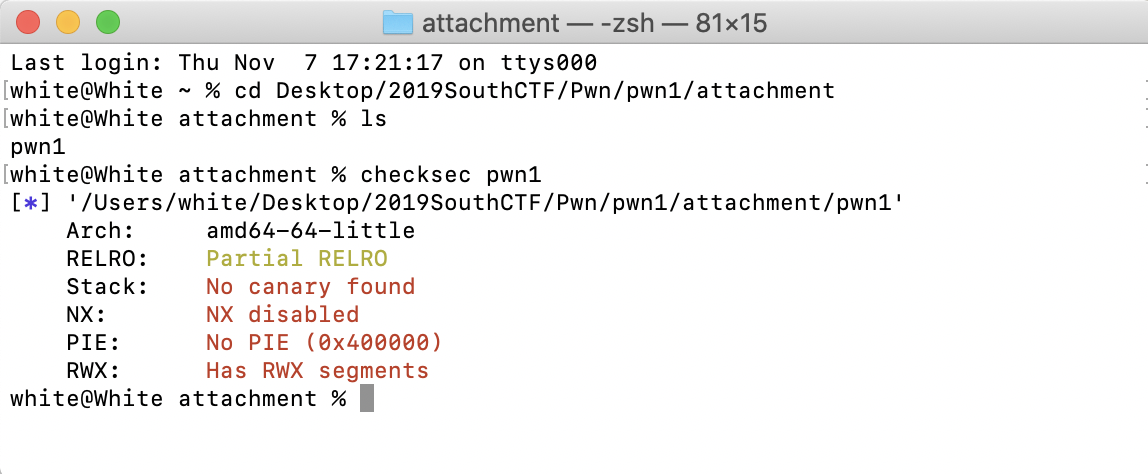 attachment — -zsh — 81×15
Last login: Thu Nov  7 17:21:17 on ttys000
[white@White ~ % cd Desktop/2019SouthCTF/Pwn/pwn1/attachment
[white@White attachment % ls
pwn1
[white@White attachment % checksec pwn1
[*] '/Users/white/Desktop/2019SouthCTF/Pwn/pwn1/attachment/pwn1'
    Arch:     amd64-64-little
    RELRO:    Partial RELRO
    Stack:    No canary found
    NX:       NX disabled
    PIE:      No PIE (0x400000)
    RWX:      Has RWX segments
white@White attachment %